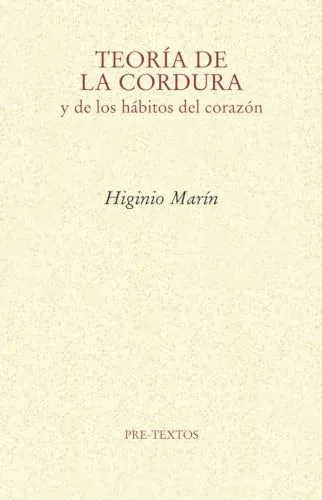 TEORÍA DE
LA CORDURA
y de los hábitos del corazón
Higinio Marín
PRE-TEXTOS